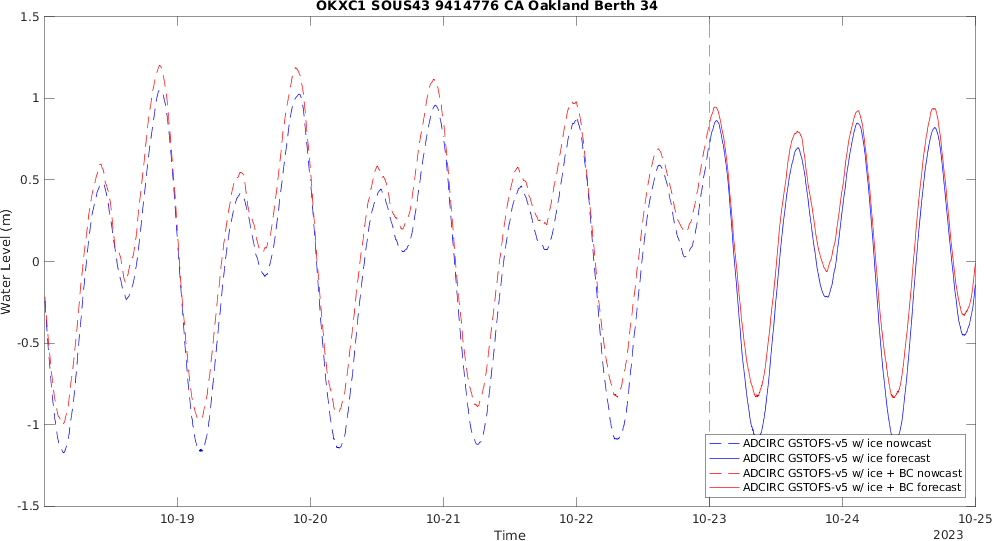 OKXC1 SOUS43 9414776 CA Oakland Berth 34
1.5
1
0.5
0
-0.5
-1
-1.5
Water Level (m)
10-19
10-20
10-21
10-22
10-23
10-24
10-25
Time
2023
ADCIRC GSTOFS-v5 w/ ice nowcast
ADCIRC GSTOFS-v5 w/ ice forecast
ADCIRC GSTOFS-v5 w/ ice + BC nowcast
ADCIRC GSTOFS-v5 w/ ice + BC forecast